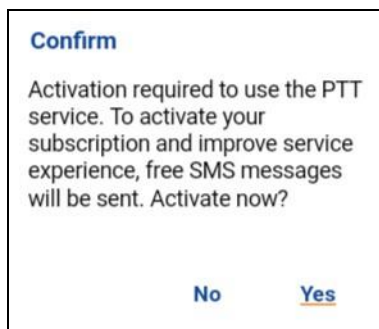 Confirm
Activation required to use the PTT
service. To activate your
subscription and improve service
experience, free SMS messages
will be sent. Activate now?
No Yes